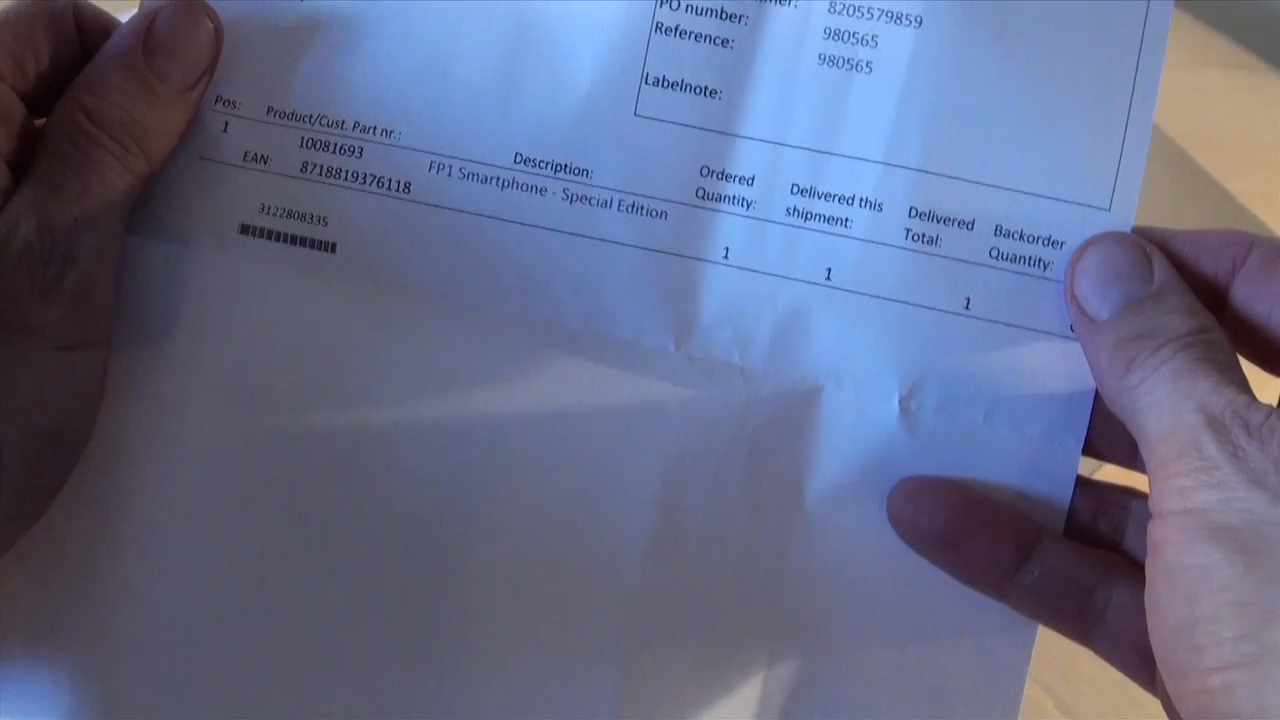 8205579859
PO number: 980565
Reference: 980565
Labelnote:
Pos: Product/Cust. Part nr.: Description: Ordered Quantity: Delivered this shipment: Delivered Total: Backorder Quantity:
1 10081693 FP1 Smartphone - Special Edition 1 1 1
EAN: 8718819376118
3122808335